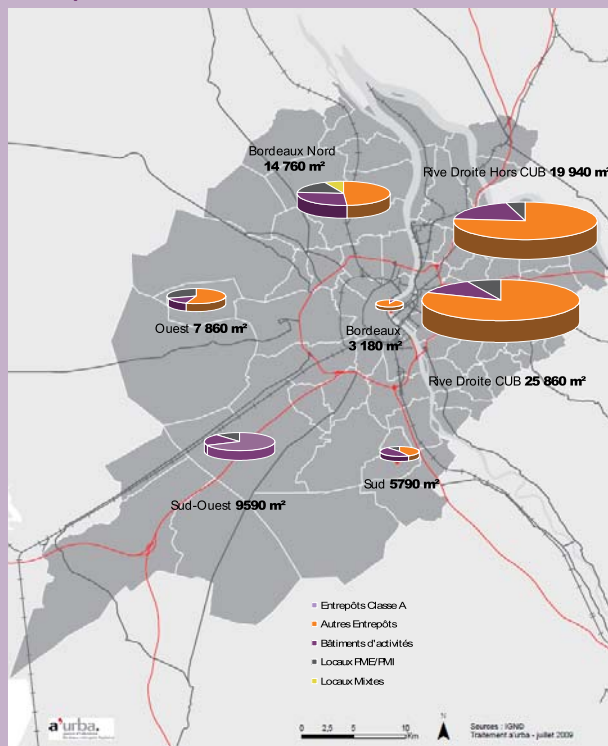 Bordeaux Nord
14 760 m²
Rive Droite Hors CUB 19 940 m²
Ouest 7 860 m²
Bordeaux
3 180 m²
Rive Droite CUB 25 860 m²
Sud-Ouest 9590 m²
Sud 5790 m²
Entrepôts Classe A
Autres Entrepôts
Bâtiments d'activités
Locaux PME/PMI
Locaux Mixtes
a'urba.
0 2,5 5 10
Km
N
Sources : IGN©
Traitement a'urba - juillet 2009